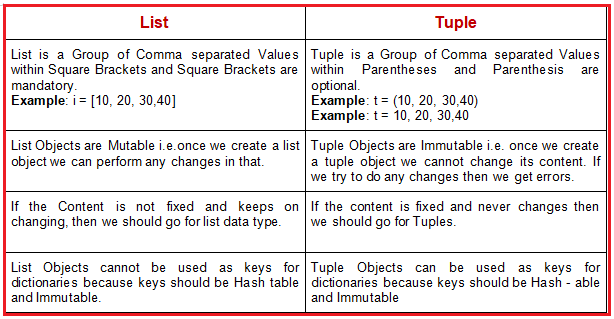 List
Tuple
List is a Group of Comma separated Values
within Square Brackets and Square Brackets are
mandatory.
Example: i = [10, 20, 30,40]
Tuple is a Group of Comma separated Values
within Parentheses and Parenthesis are
optional.
Example: t = (10, 20, 30,40)
Example: t = 10, 20, 30,40
List Objects are Mutable i.e.once we create a list
object we can perform any changes in that.
Tuple Objects are Immutable i.e. once we create
a tuple object we cannot change its content. If
we try to do any changes then we get errors.
If the Content is not fixed and keeps on
changing, then we should go for list data type.
If the content is fixed and never changes then
we should go for Tuples.
List Objects cannot be used as keys for
dictionaries because keys should be Hash table
and Immutable.
Tuple Objects can be used as keys for
dictionaries because keys should be Hash - able
and Immutable